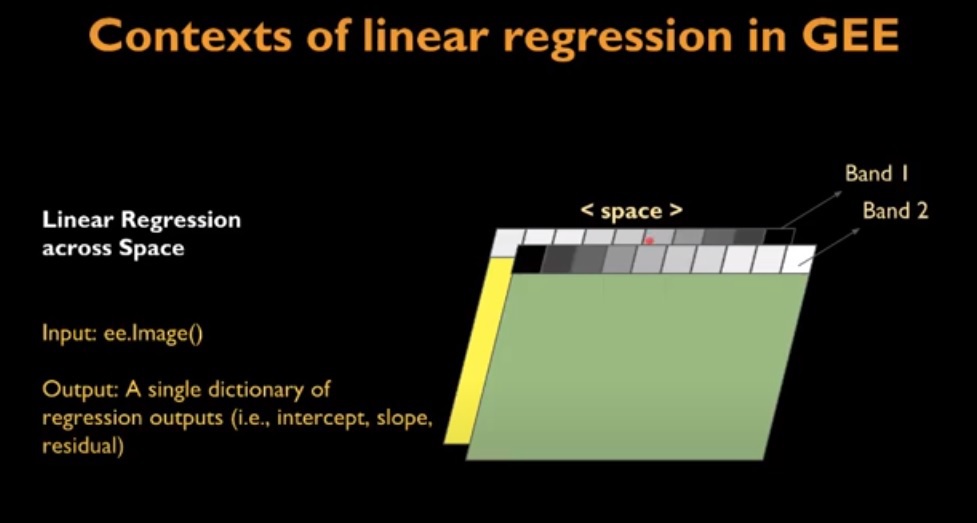 Contexts of linear regression in GEE
Linear Regression
across Space
Input: ee.Image()
Output: A single dictionary of
regression outputs (i.e., intercept, slope,
residual)
< space >
Band 1
Band 2